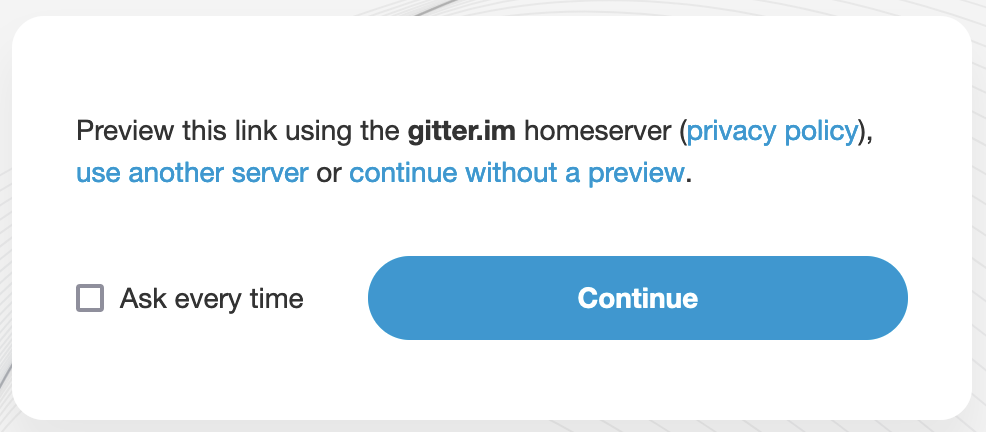 Preview this link using the gitter.im homeserver (privacy policy),
use another server or continue without a preview.
Ask every time
Continue